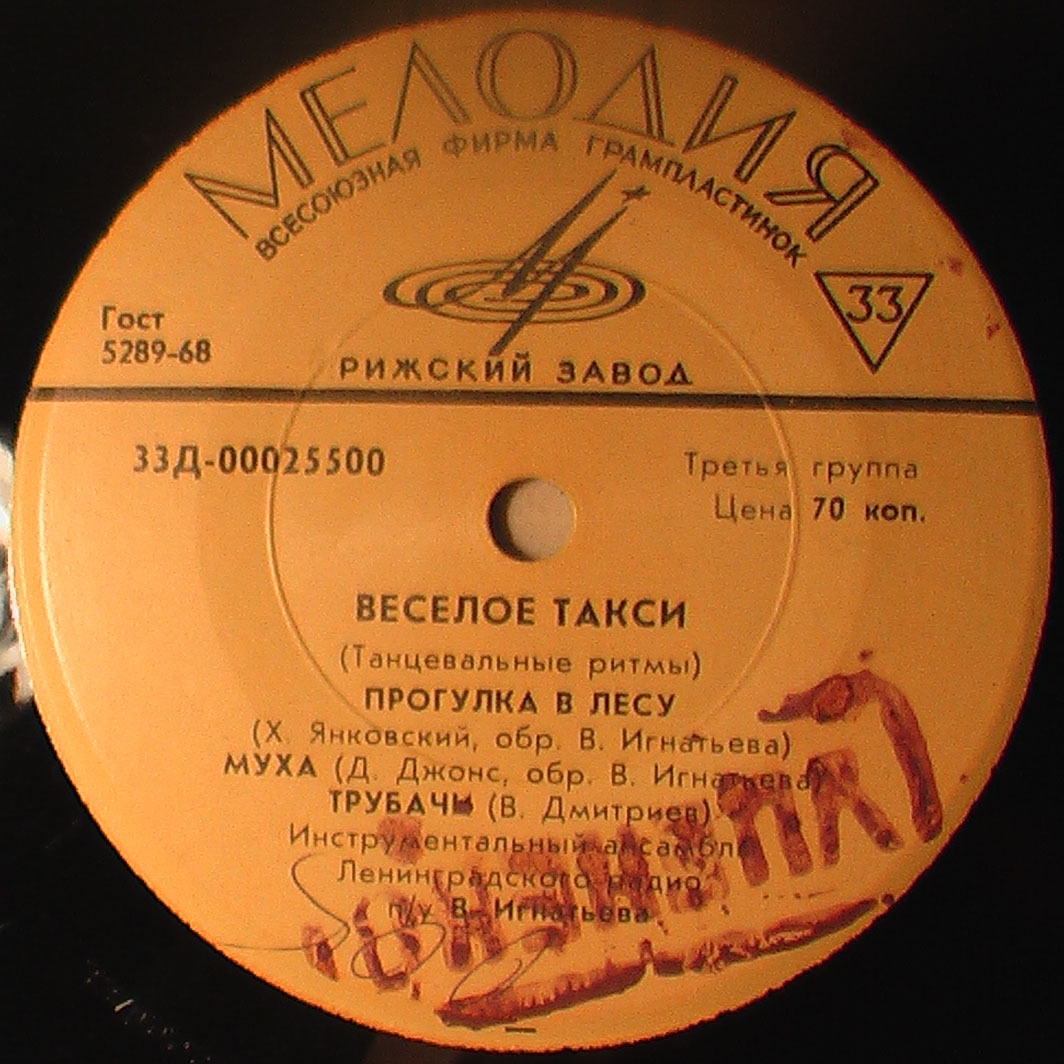 МЕЛОДИЯ
ВСЕСОЮЗНАЯ ФИРМА ГРАМПЛАСТИНОК
33
Гост
5289-68
РИЖСКИЙ ЗАВОД
33Д-00025500
Третья группа
Цена 70 коп.
ВЕСЕЛОЕ ТАКСИ
(Танцевальные ритмы)
ПРОГУЛКА В ЛЕСУ
(Х. Янковский, обр. В. Игнатьева)
МУХА (Д. Джонс, обр. В. Игнатьева)
ТРУБАЧИ (В. Дмитриев)
Инструментальный ансамбль
Ленинградского радио
п/у В. Игнатьева